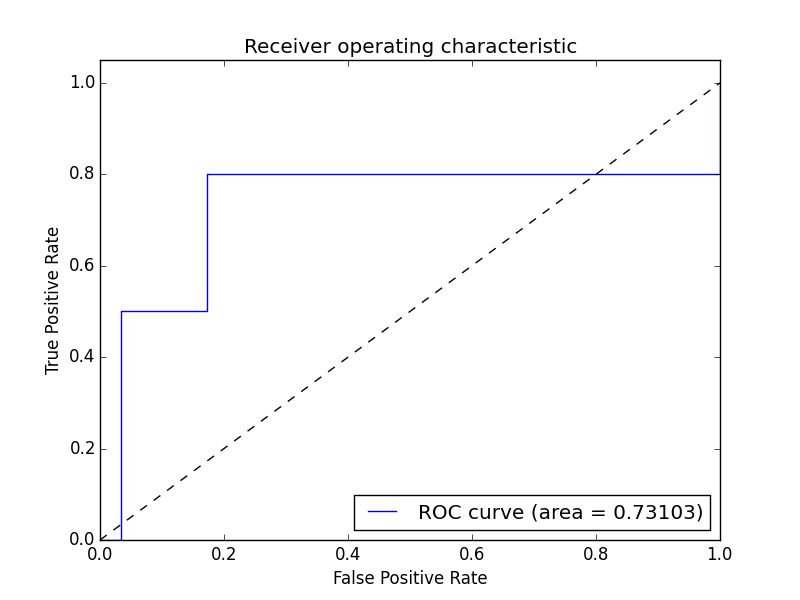 Receiver operating characteristic
1.0
0.8
0.6
0.4
0.2
0.0
True Positive Rate
ROC curve (area = 0.73103)
0.0 0.2 0.4 0.6 0.8 1.0
False Positive Rate